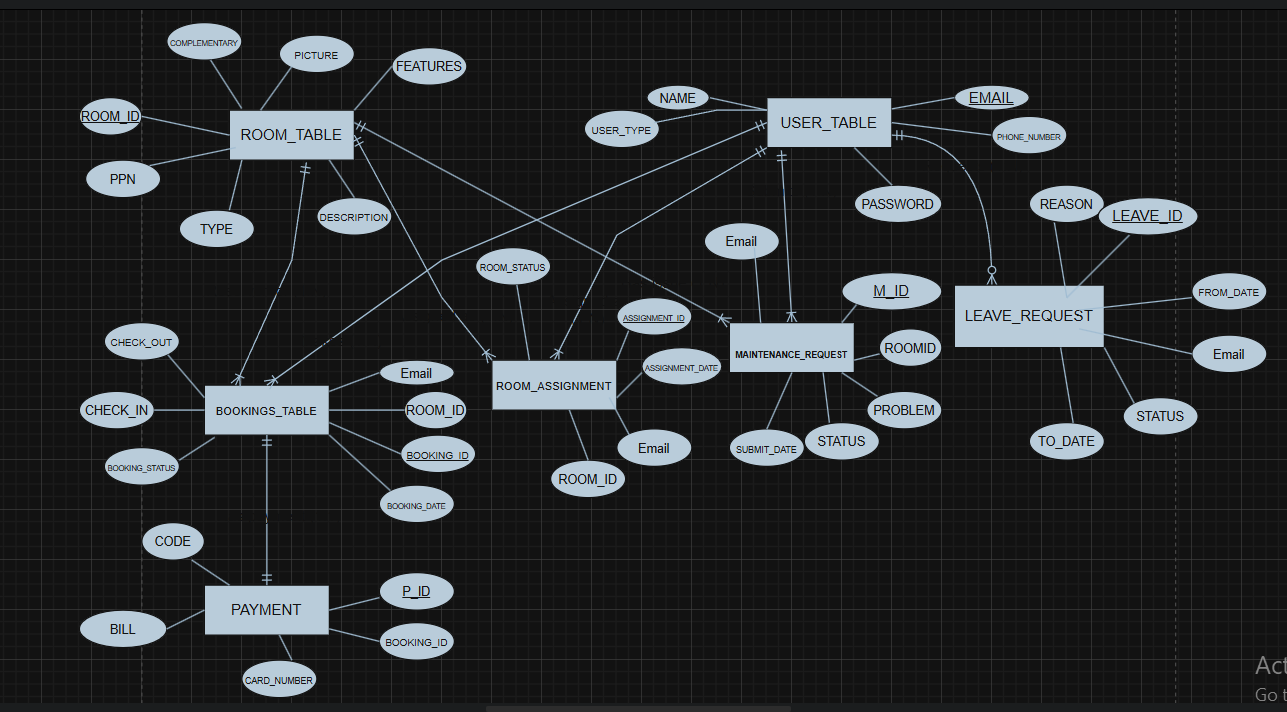 COMPLEMENTARY
PICTURE
FEATURES
ROOM_ID
ROOM_TABLE
PPN
TYPE
DESCRIPTION
NAME
USER_TYPE
USER_TABLE
EMAIL
PHONE_NUMBER
PASSWORD
REASON
LEAVE_ID
FROM_DATE
LEAVE_REQUEST
Email
STATUS
TO_DATE
Email
M_ID
ROOMID
MAINTENANCE_REQUEST
PROBLEM
STATUS
SUBMIT_DATE
ROOM_STATUS
ASSIGNMENT_ID
ASSIGNMENT_DATE
ROOM_ASSIGNMENT
Email
ROOM_ID
CHECK_OUT
CHECK_IN
BOOKING_STATUS
BOOKINGS_TABLE
Email
ROOM_ID
BOOKING_ID
BOOKING_DATE
CODE
PAYMENT
P_ID
BILL
BOOKING_ID
CARD_NUMBER
Act
Go t